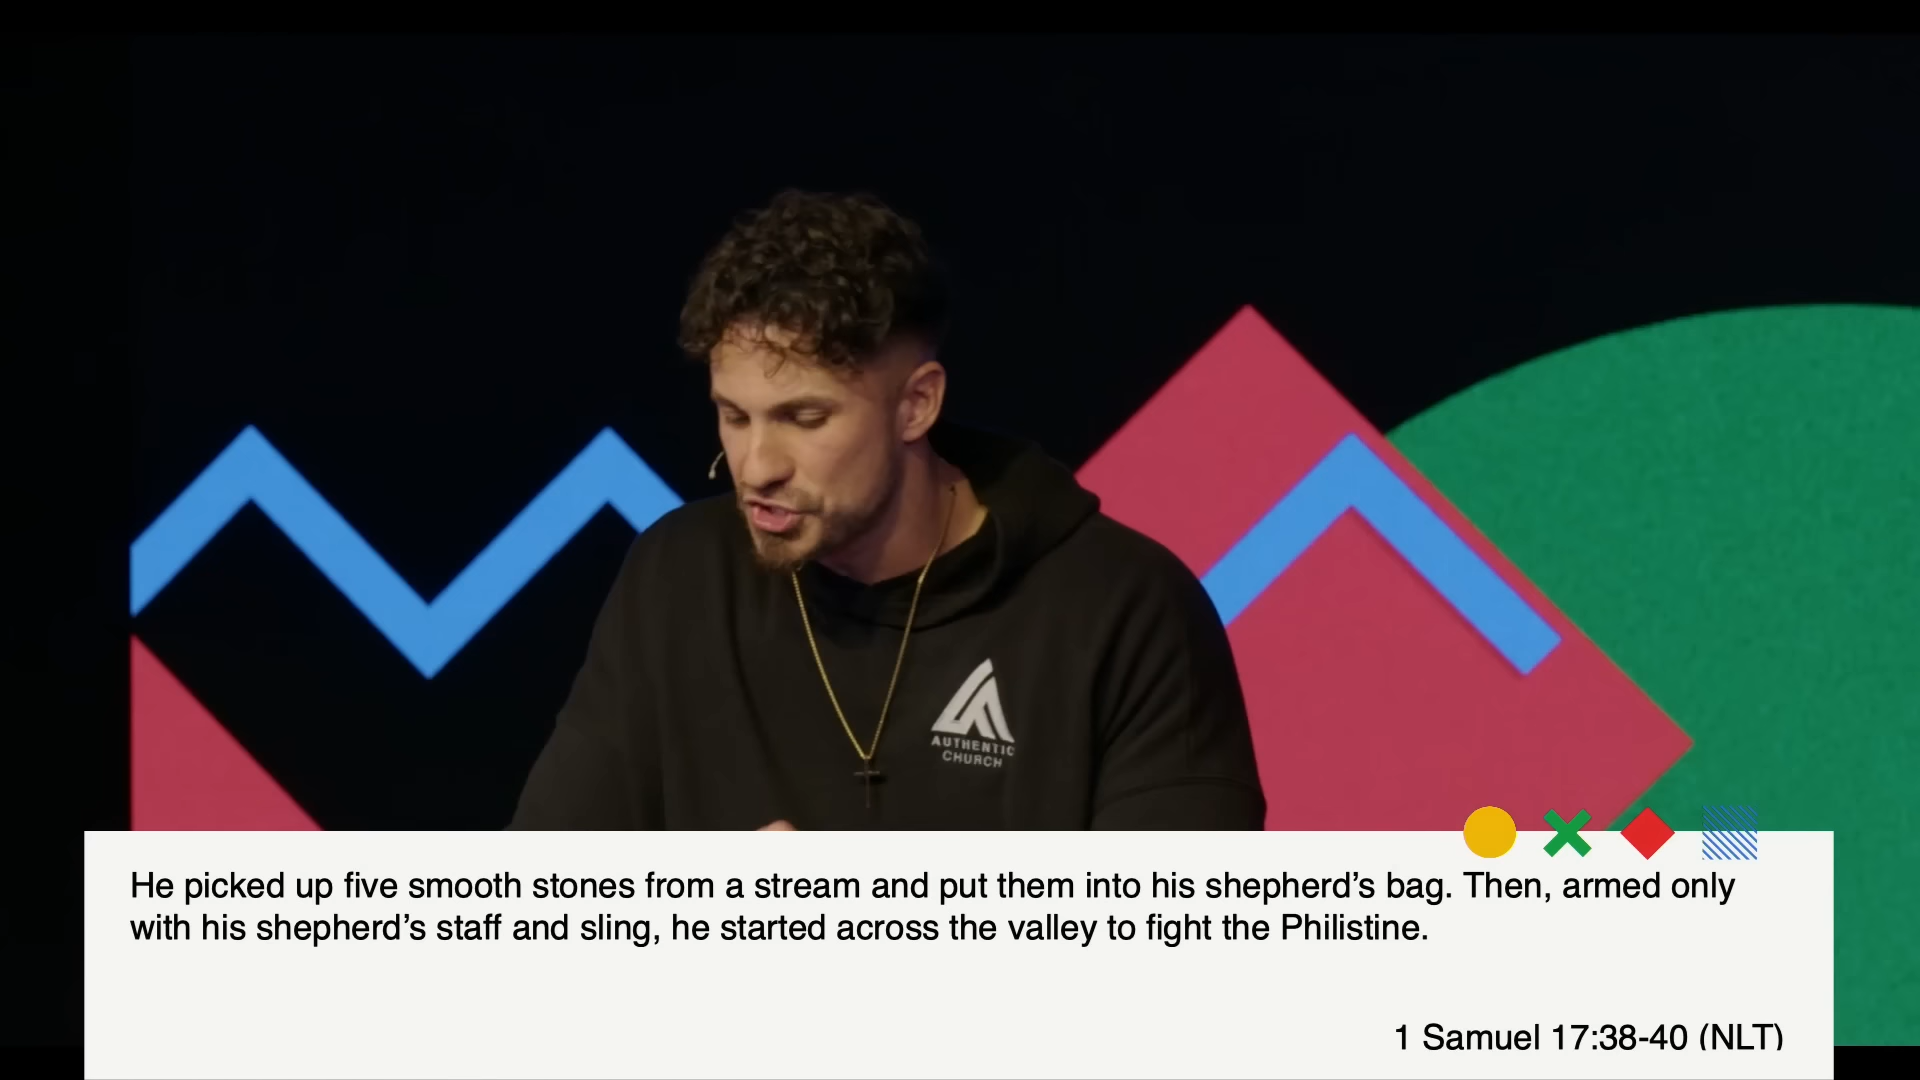 AUTHENTIC
CHURCH
He picked up five smooth stones from a stream and put them into his shepherd’s bag. Then, armed only
with his shepherd’s staff and sling, he started across the valley to fight the Philistine.
1 Samuel 17:38-40 (NLT)